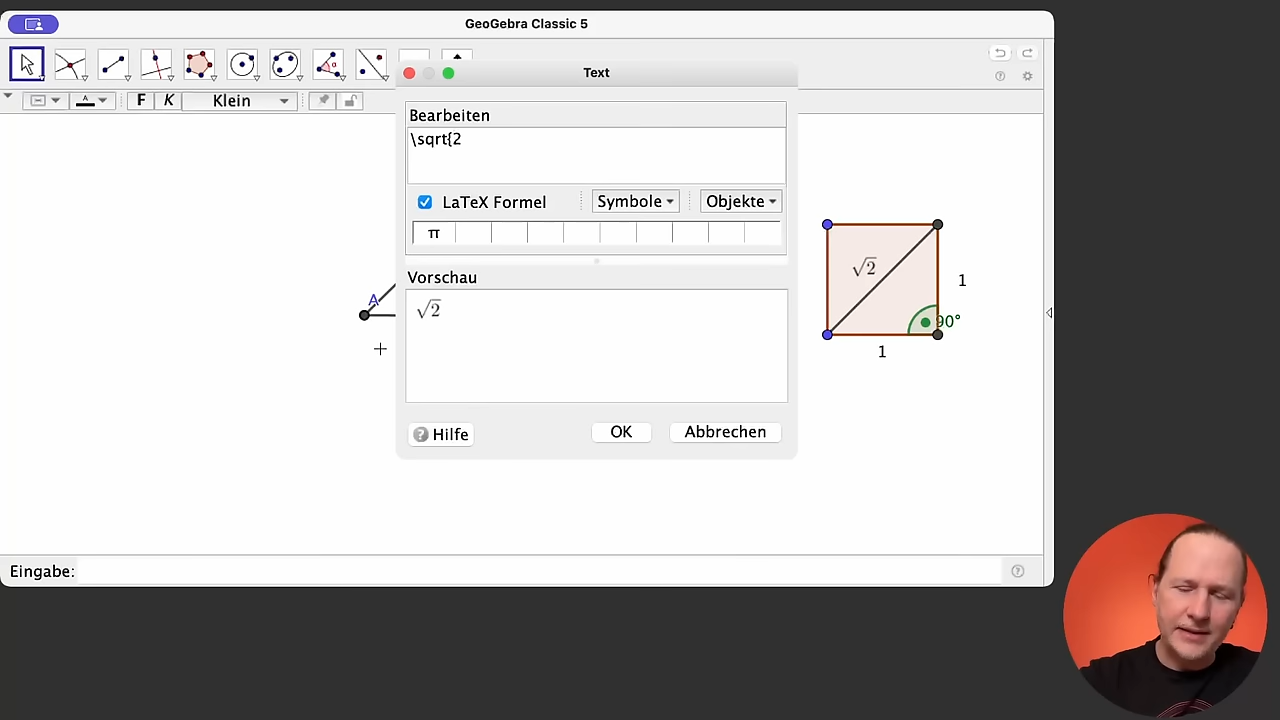 GeoGebra Classic 5
F K Klein
Text
Bearbeiten
\sqrt{2
LaTeX Formel Symbole Objekte
π
Vorschau
√2
Hilfe OK Abbrechen
A
√2
1
90°
1
Eingabe: